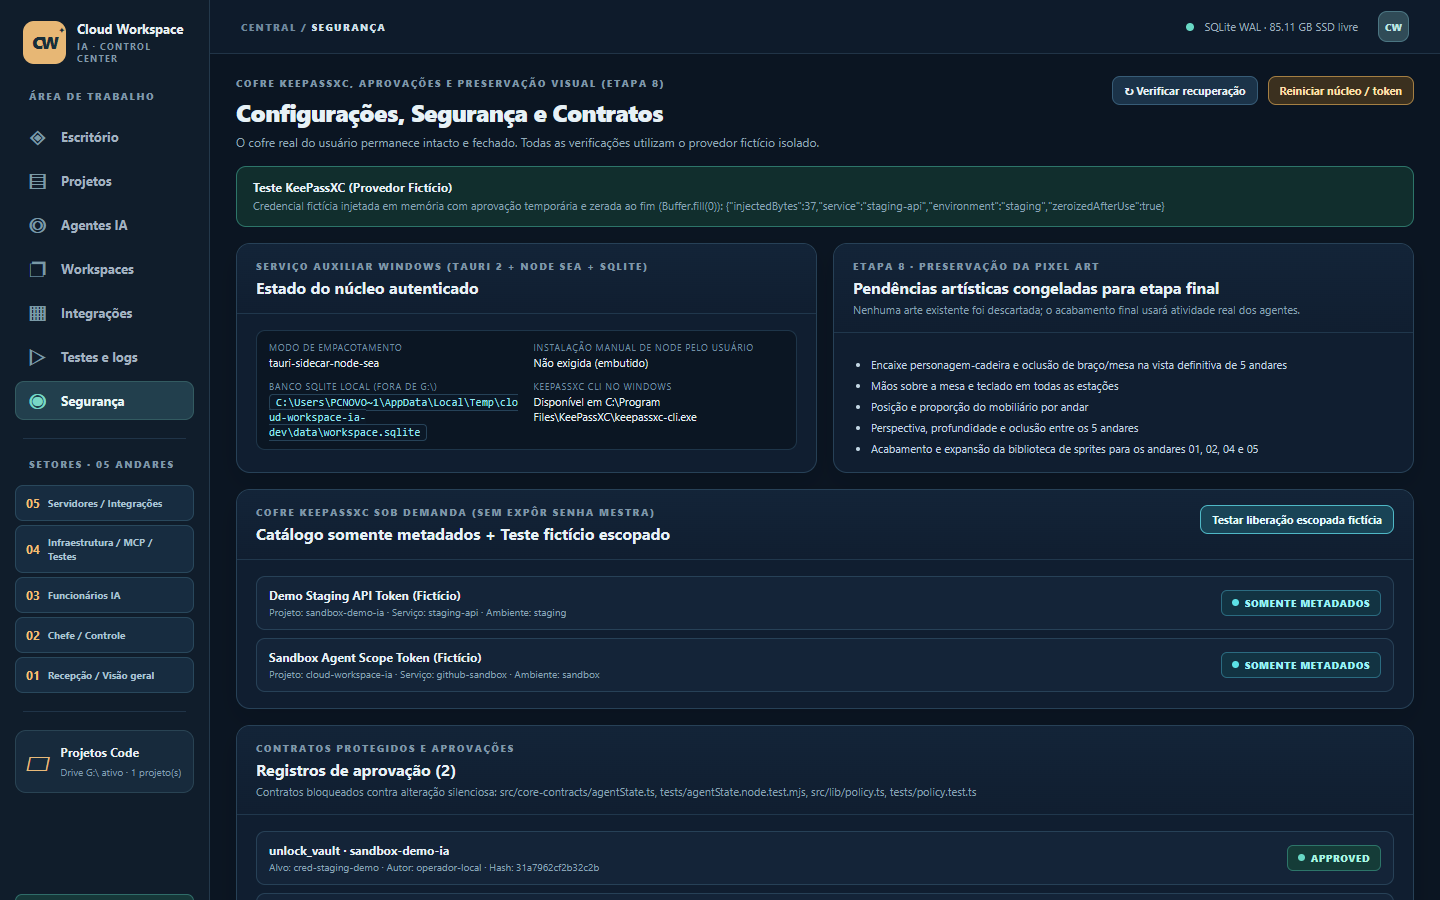 CW
Cloud Workspace
IA · CONTROL
CENTER
ÁREA DE TRABALHO
Escritório
Projetos
Agentes IA
Workspaces
Integrações
Testes e logs
Segurança
SETORES · 05 ANDARES
05 Servidores / Integrações
04 Infraestrutura / MCP /
Testes
03 Funcionários IA
02 Chefe / Controle
01 Recepção / Visão geral
Projetos Code
Drive G:\ ativo · 1 projeto(s)
CENTRAL / SEGURANÇA
SQLite WAL · 85.11 GB SSD livre
CW
COFRE KEEPASSXC, APROVAÇÕES E PRESERVAÇÃO VISUAL (ETAPA 8)
Configurações, Segurança e Contratos
O cofre real do usuário permanece intacto e fechado. Todas as verificações utilizam o provedor fictício isolado.
↻ Verificar recuperação
Reiniciar núcleo / token
Teste KeePassXC (Provedor Fictício)
Credencial fictícia injetada em memória com aprovação temporária e zerada ao fim (Buffer.fill(0)): {"injectedBytes":37,"service":"staging-api","environment":"staging","zeroizedAfterUse":true}
SERVIÇO AUXILIAR WINDOWS (TAURI 2 + NODE SEA + SQLITE)
Estado do núcleo autenticado
MODO DE EMPACOTAMENTO
tauri-sidecar-node-sea
INSTALAÇÃO MANUAL DE NODE PELO USUÁRIO
Não exigida (embutido)
BANCO SQLITE LOCAL (FORA DE G:\)
C:\Users\PCNOVO~1\AppData\Local\Temp\clo
ud-workspace-ia-
dev\data\workspace.sqlite
KEEPASSXC CLI NO WINDOWS
Disponível em C:\Program
Files\KeePassXC\keepassxc-cli.exe
ETAPA 8 · PRESERVAÇÃO DA PIXEL ART
Pendências artísticas congeladas para etapa final
Nenhuma arte existente foi descartada; o acabamento final usará atividade real dos agentes.
• Encaixe personagem-cadeira e oclusão de braço/mesa na vista definitiva de 5 andares
• Mãos sobre a mesa e teclado em todas as estações
• Posição e proporção do mobiliário por andar
• Perspectiva, profundidade e oclusão entre os 5 andares
• Acabamento e expansão da biblioteca de sprites para os andares 01, 02, 04 e 05
COFRE KEEPASSXC SOB DEMANDA (SEM EXPÔR SENHA MESTRA)
Catálogo somente metadados + Teste fictício escopado
Testar liberação escopada fictícia
Demo Staging API Token (Fictício)
Projeto: sandbox-demo-ia · Serviço: staging-api · Ambiente: staging
SOMENTE METADADOS
Sandbox Agent Scope Token (Fictício)
Projeto: cloud-workspace-ia · Serviço: github-sandbox · Ambiente: sandbox
SOMENTE METADADOS
CONTRATOS PROTEGIDOS E APROVAÇÕES
Registros de aprovação (2)
Contratos bloqueados contra alteração silenciosa: src/core-contracts/agentState.ts, tests/agentState.node.test.mjs, src/lib/policy.ts, tests/policy.test.ts
unlock_vault · sandbox-demo-ia
Alvo: cred-staging-demo · Autor: operador-local · Hash: 31a7962cf2b32c2b
APPROVED